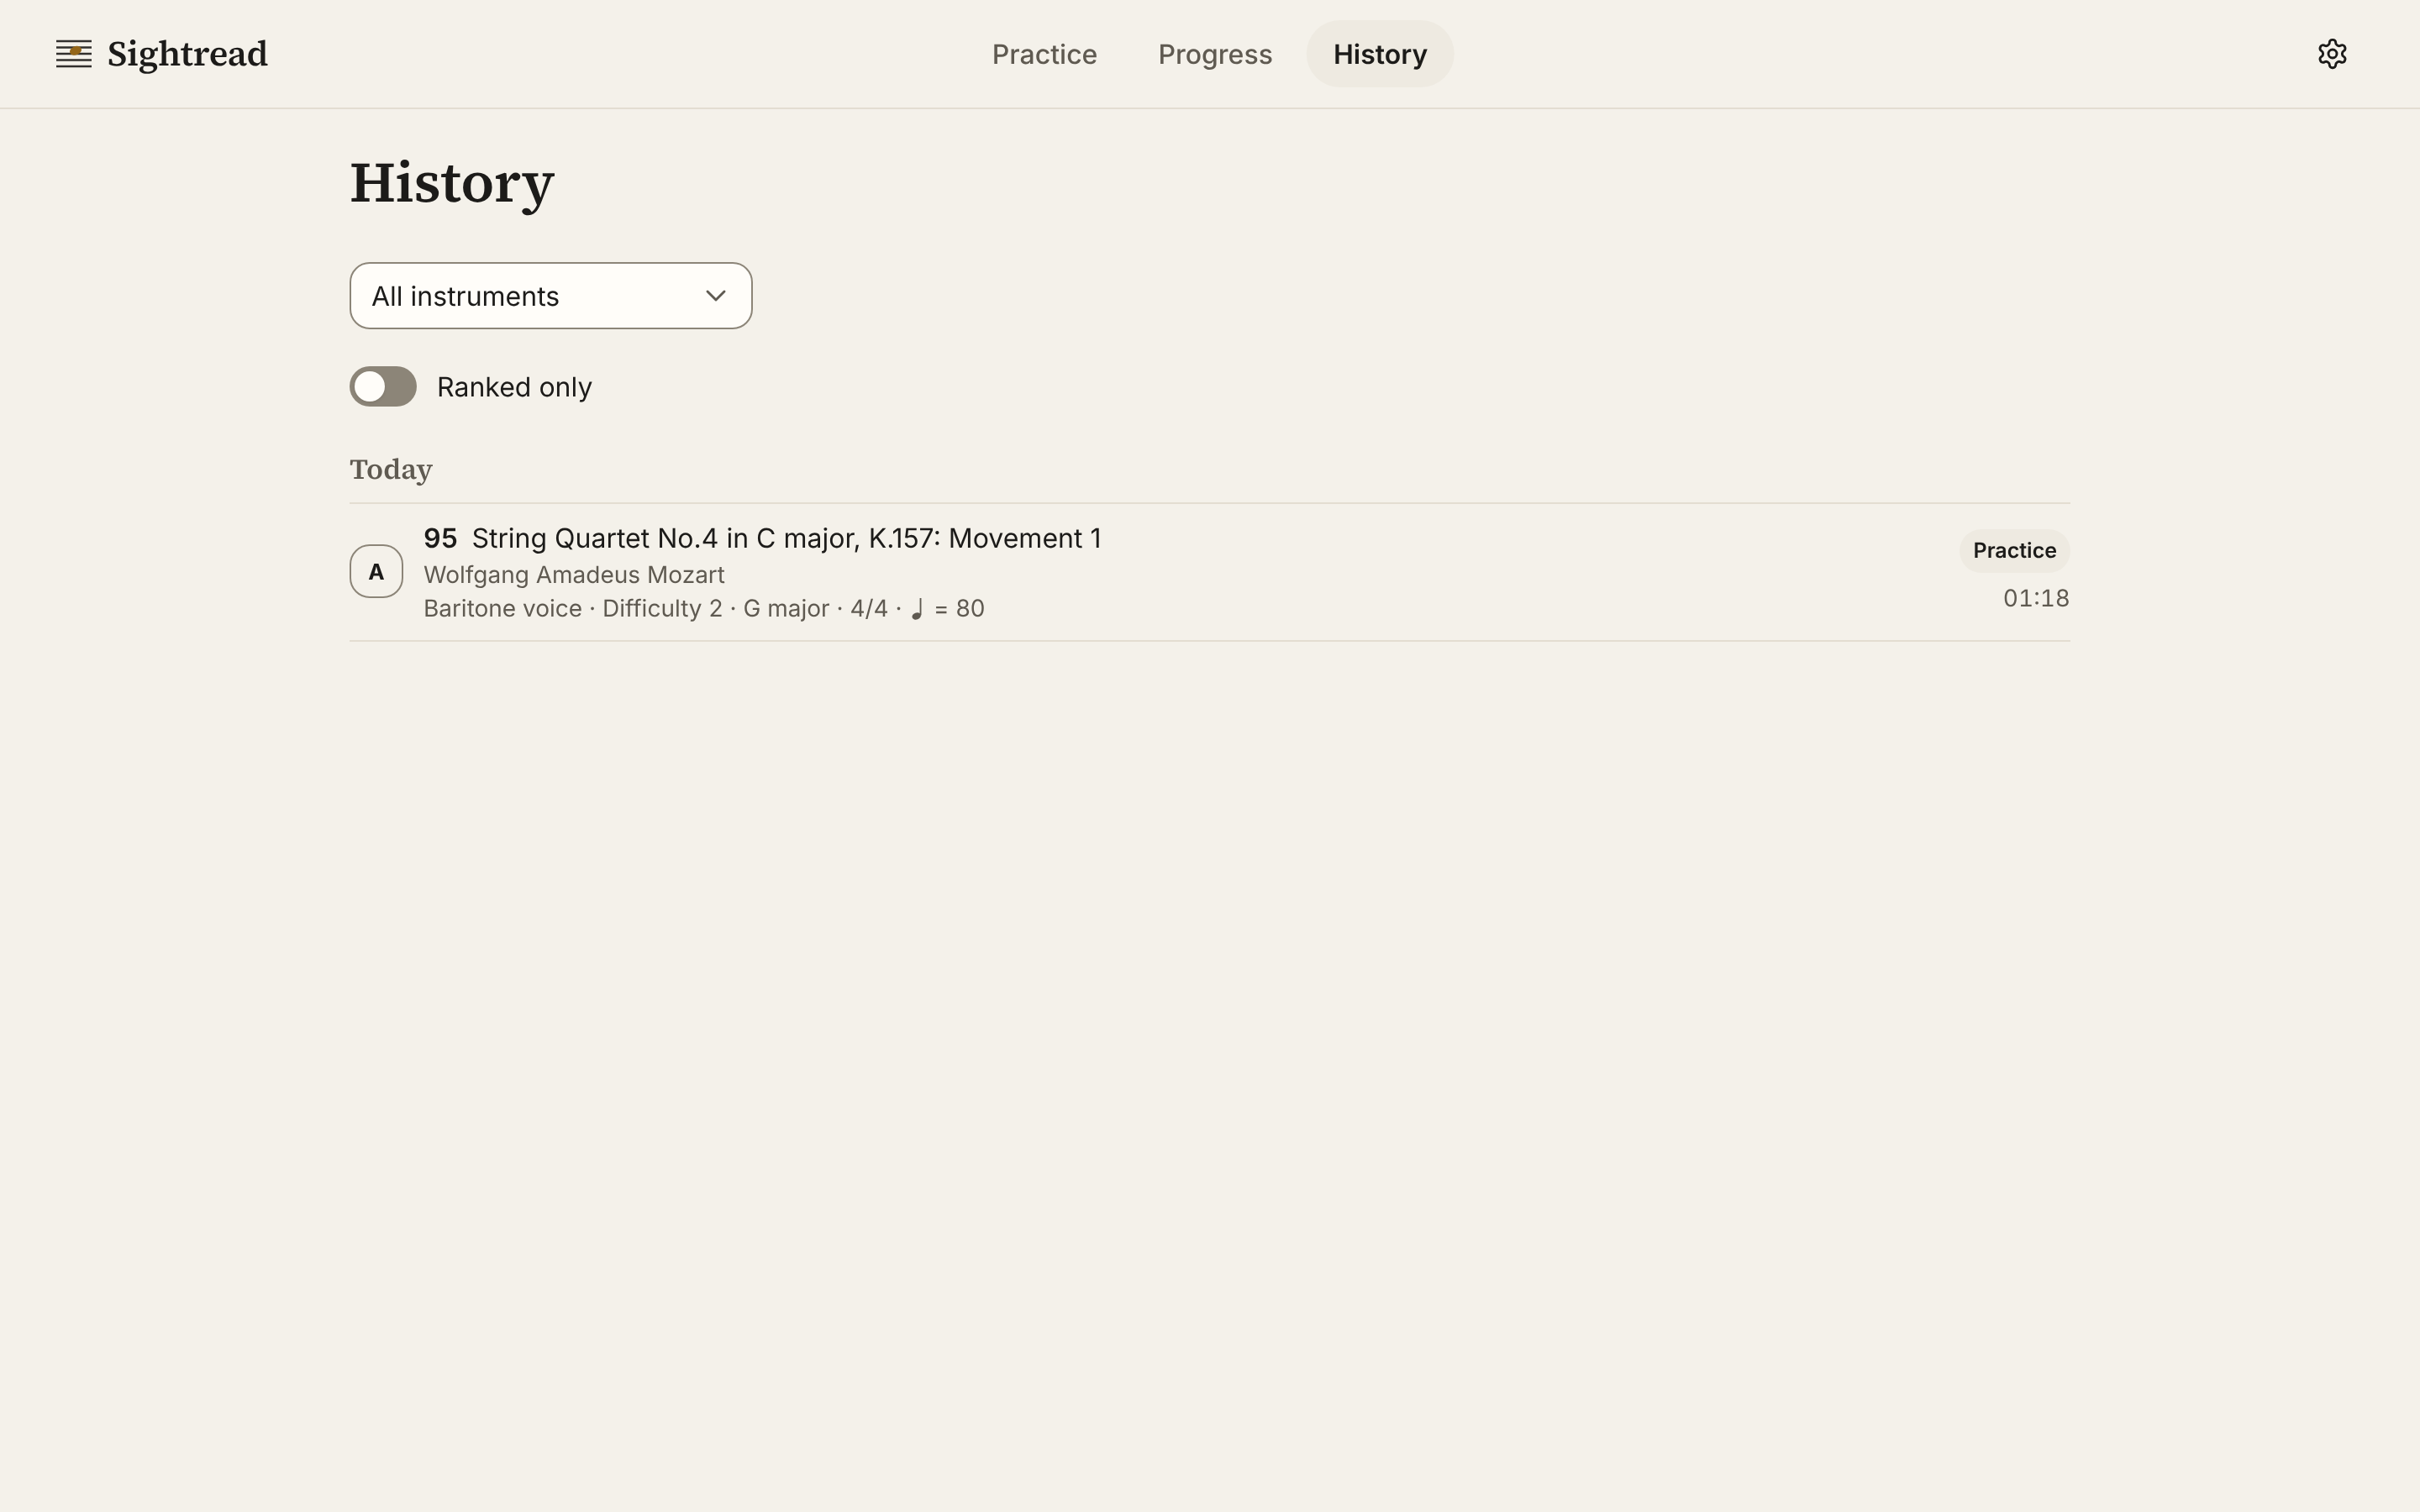 Sightread
Practice
Progress
History
History
All instruments
Ranked only
Today
A
95 String Quartet No.4 in C major, K.157: Movement 1
Wolfgang Amadeus Mozart
Baritone voice · Difficulty 2 · G major · 4/4 · ♩ = 80
Practice
01:18